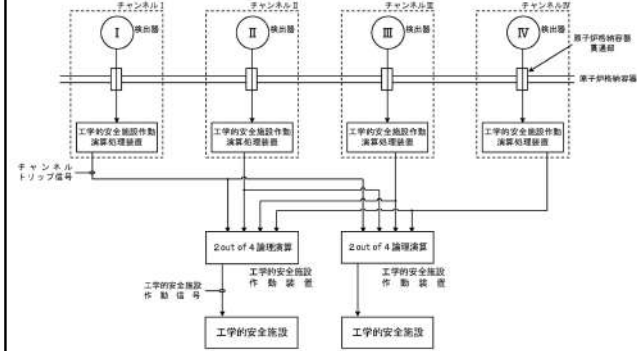 チャンネルⅠ
チャンネルⅡ
チャンネルⅢ
チャンネルⅣ
Ⅰ
検出器
Ⅱ
検出器
Ⅲ
検出器
Ⅳ
検出器
原子炉格納容器
貫通部
原子炉格納容器
工学的安全施設作動
演算処理装置
工学的安全施設作動
演算処理装置
工学的安全施設作動
演算処理装置
工学的安全施設作動
演算処理装置
チャンネル
トリップ信号
2 out of 4 論理演算
2 out of 4 論理演算
工学的安全施設
作動装置
工学的安全施設
作動装置
工学的安全施設
作動信号
工学的安全施設
工学的安全施設